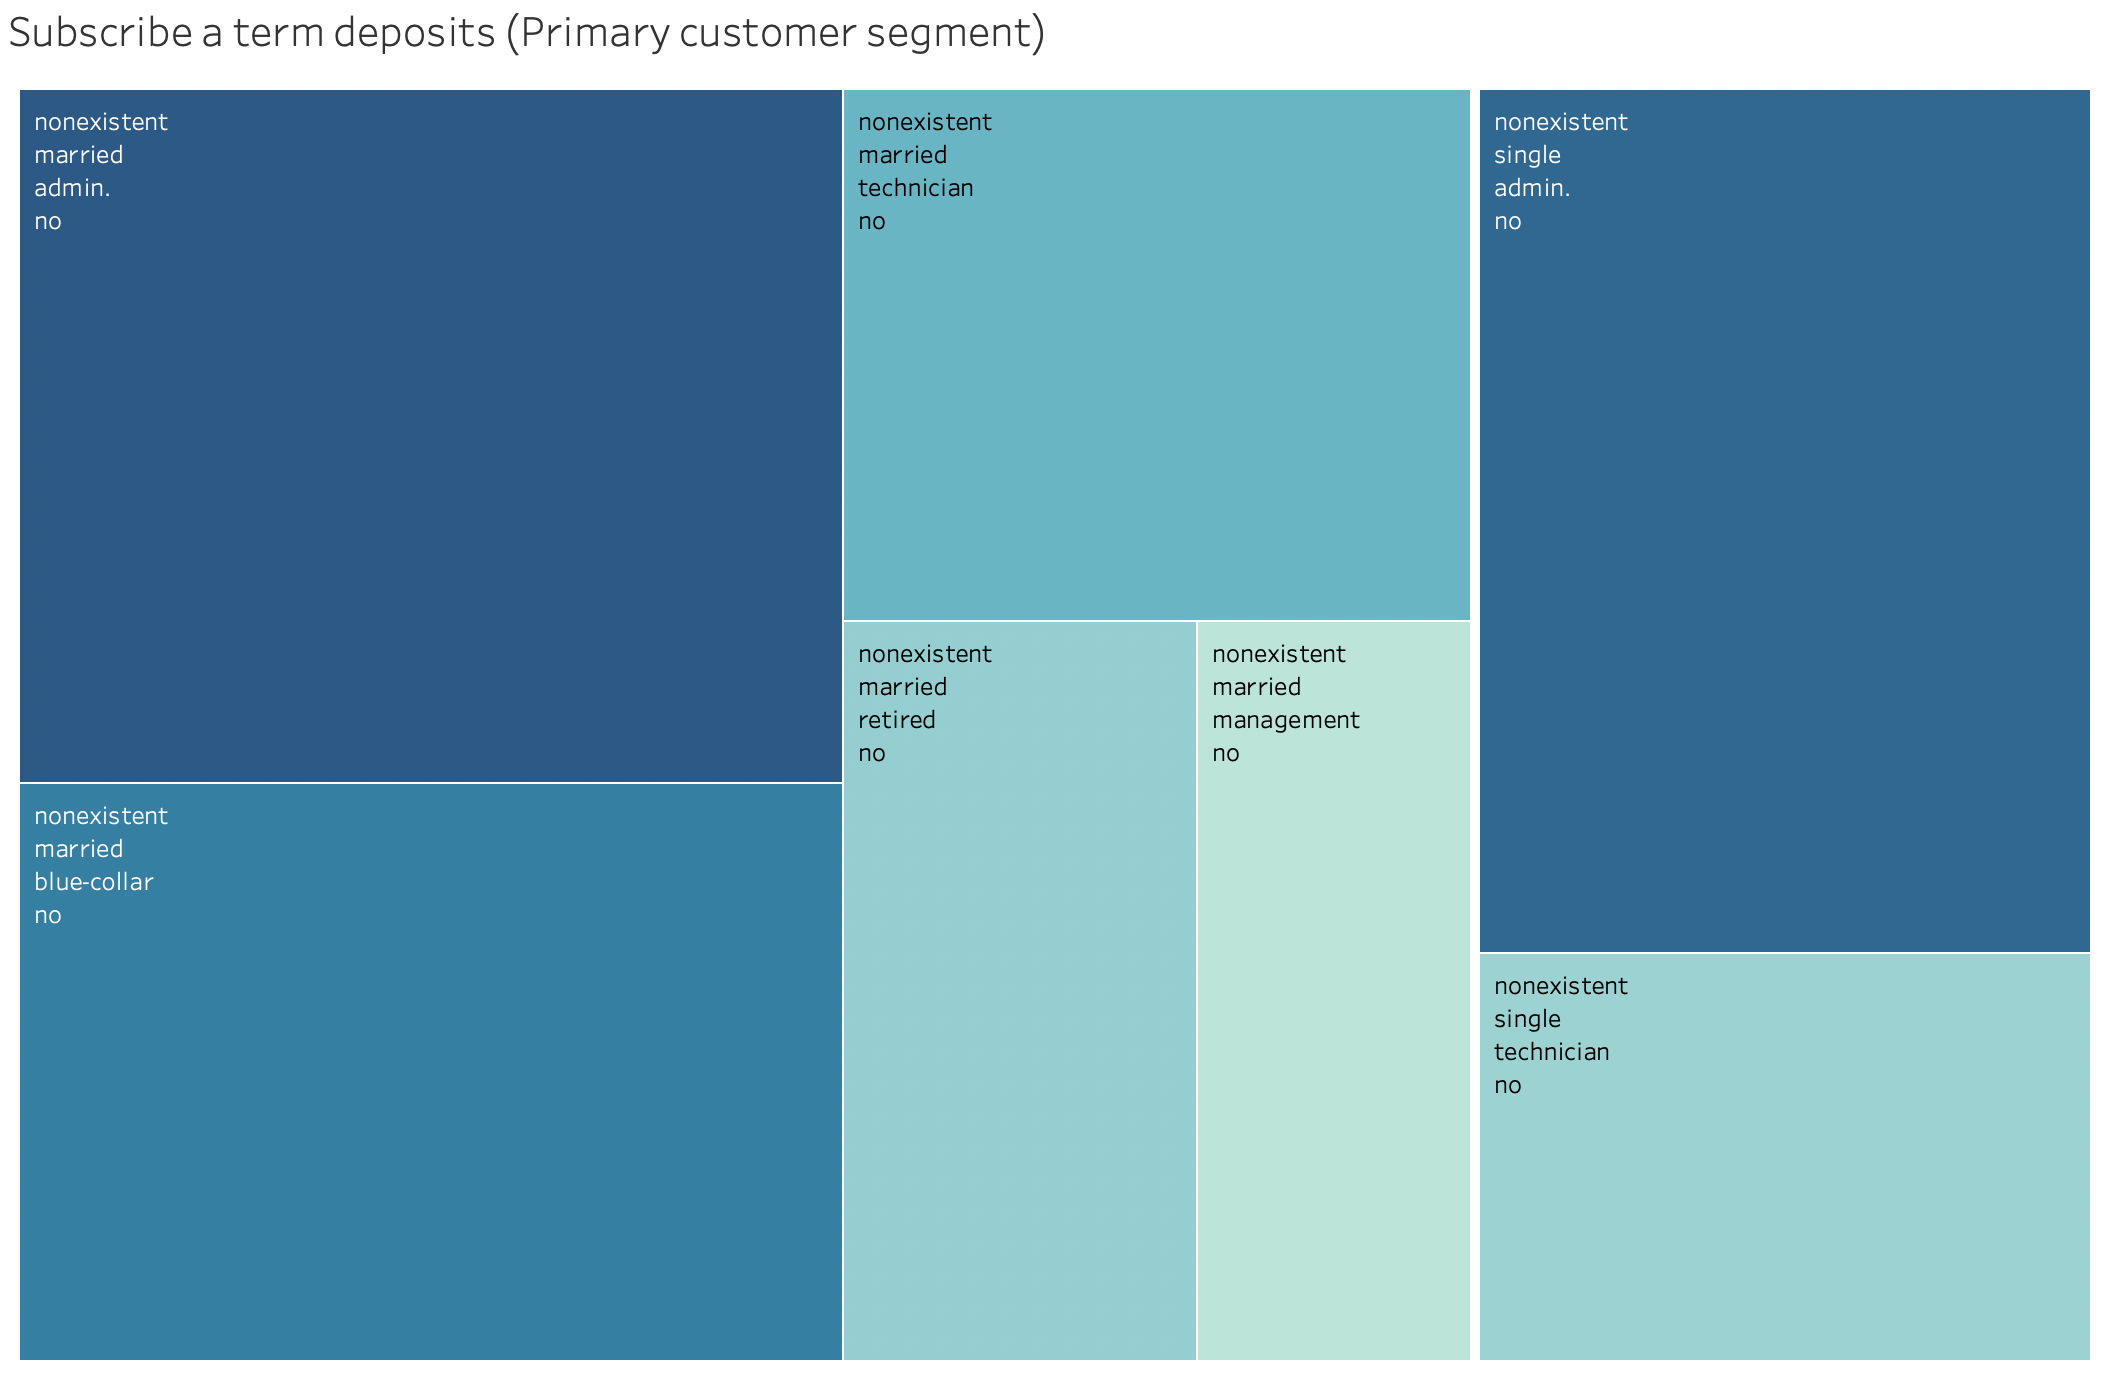 Subscribe a term deposits (Primary customer segment)
nonexistent
married
admin.
no
nonexistent
married
blue-collar
no
nonexistent
married
technician
no
nonexistent
married
retired
no
nonexistent
married
management
no
nonexistent
single
admin.
no
nonexistent
single
technician
no